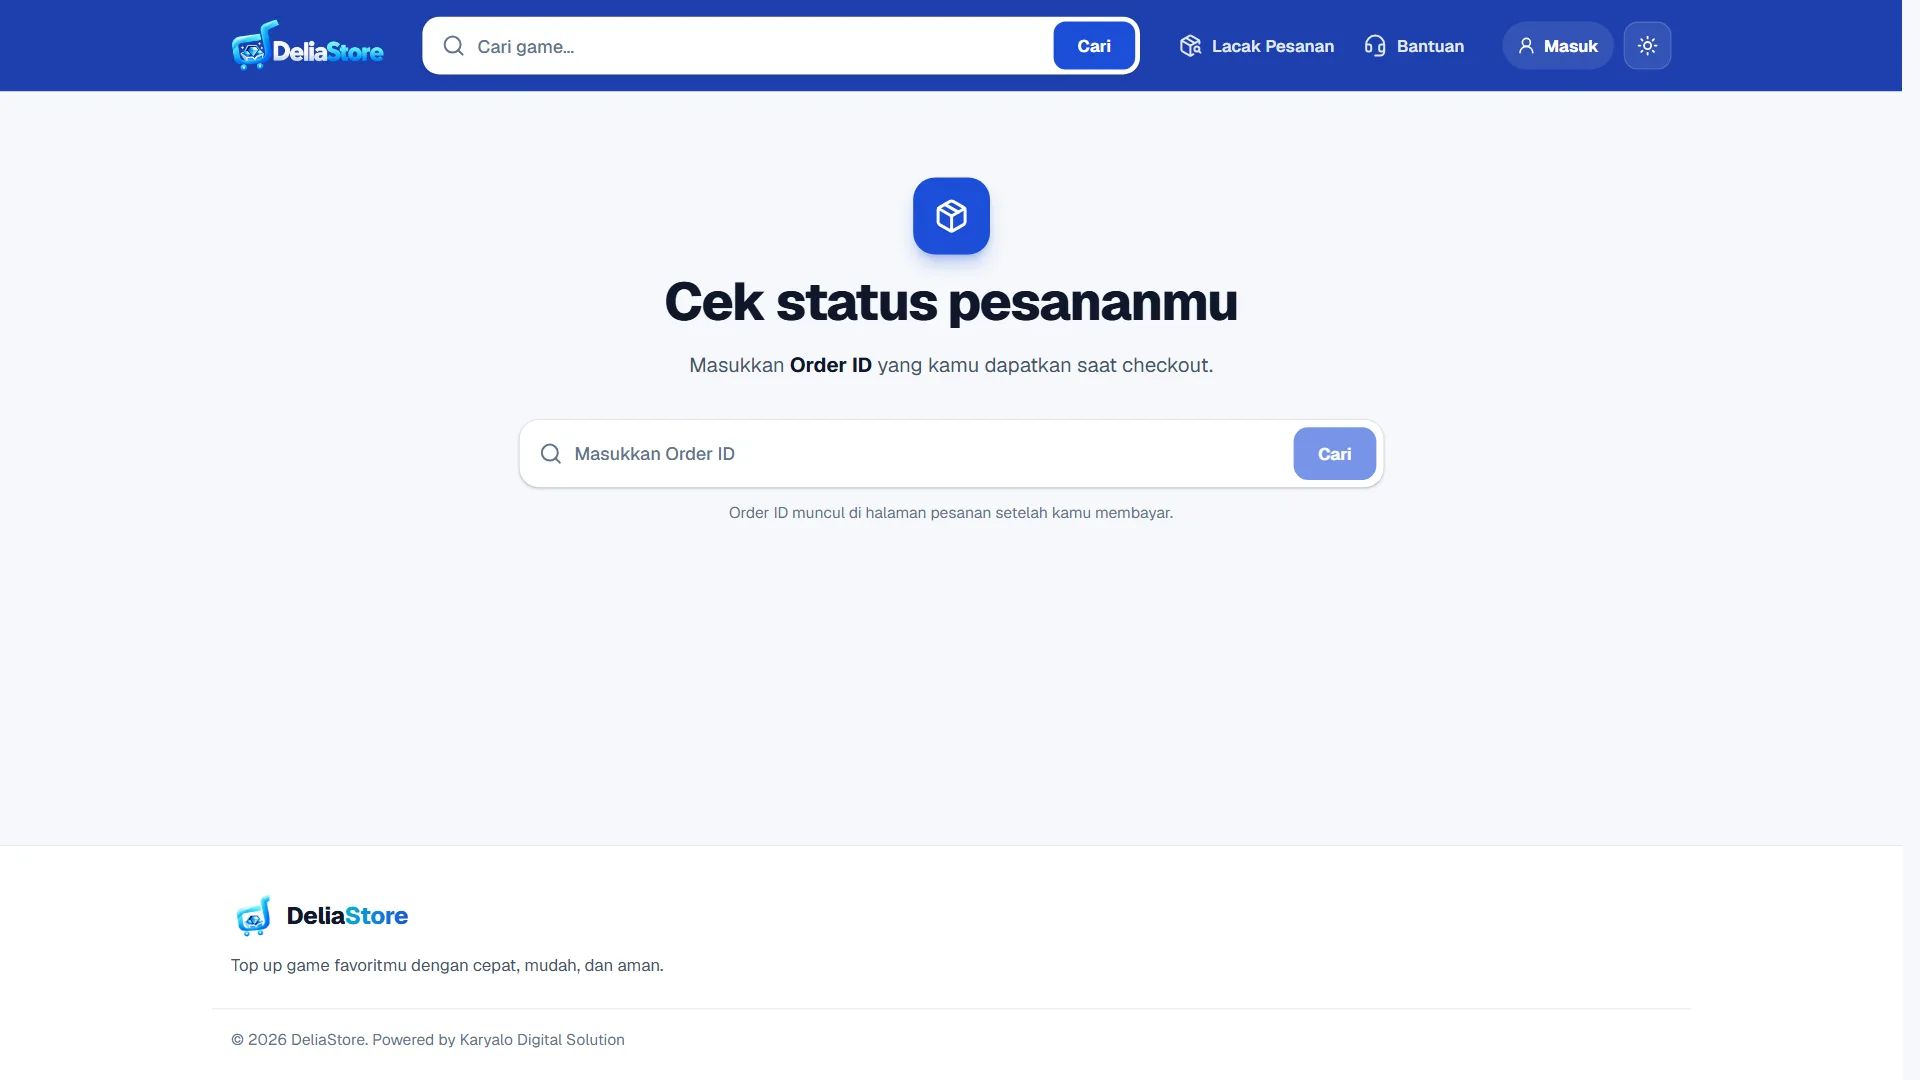 DeliaStore
Cari game...
Cari
Lacak Pesanan
Bantuan
Masuk
Cek status pesananmu
Masukkan Order ID yang kamu dapatkan saat checkout.
Masukkan Order ID
Cari
Order ID muncul di halaman pesanan setelah kamu membayar.
DeliaStore
Top up game favoritmu dengan cepat, mudah, dan aman.
© 2026 DeliaStore. Powered by Karyalo Digital Solution